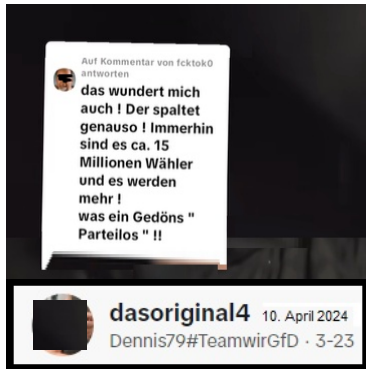 Auf Kommentar von fcktok0
antworten
das wundert mich
auch ! Der spaltet
genauso ! Immerhin
sind es ca. 15
Millionen Wähler
und es werden
mehr !
was ein Gedöns "
Parteilos " !!
dasoriginal4 10. April 2024
Dennis79#TeamwirGfD · 3-23